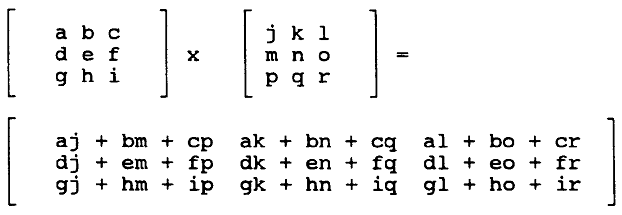 a b c j k l
d e f x m n o =
g h i p q r
aj + bm + cp ak + bn + cq al + bo + cr
dj + em + fp dk + en + fq dl + eo + fr
gj + hm + ip gk + hn + iq gl + ho + ir